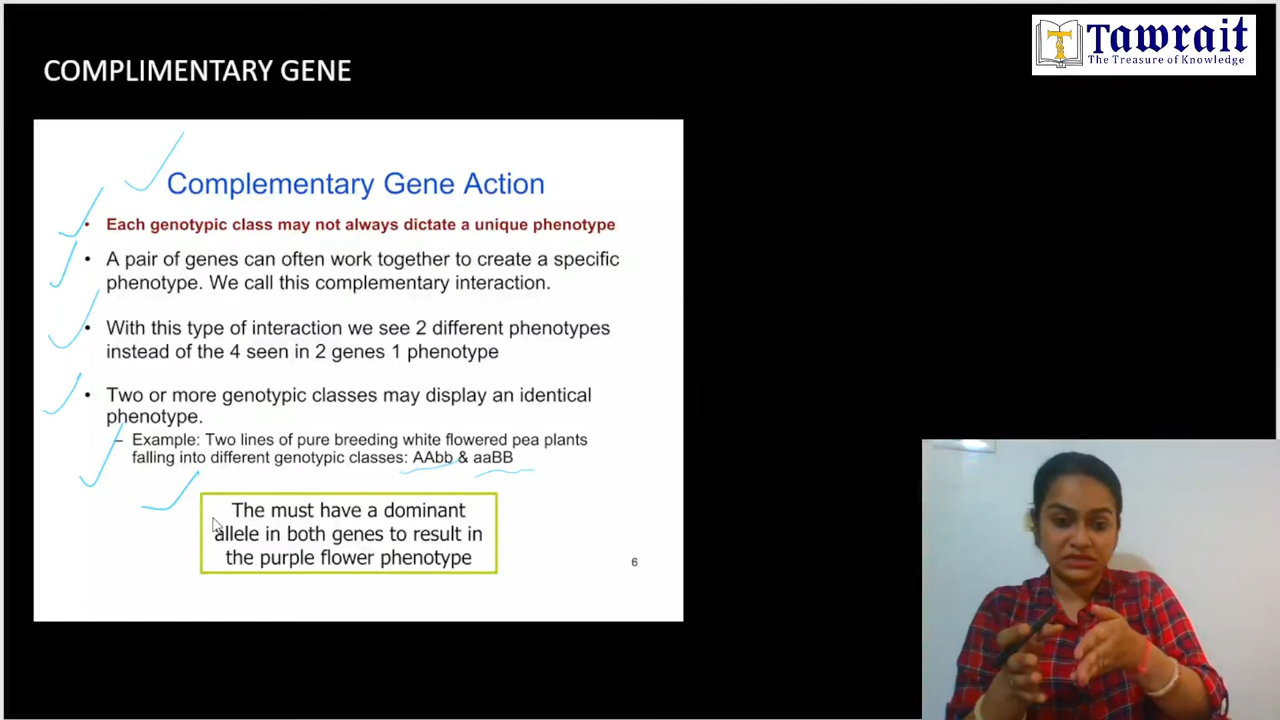 Tawrait
The Treasure of Knowledge
COMPLIMENTARY GENE
Complementary Gene Action
• Each genotypic class may not always dictate a unique phenotype
• A pair of genes can often work together to create a specific
phenotype. We call this complementary interaction.
• With this type of interaction we see 2 different phenotypes
instead of the 4 seen in 2 genes 1 phenotype
• Two or more genotypic classes may display an identical
phenotype.
– Example: Two lines of pure breeding white flowered pea plants
falling into different genotypic classes: AAbb & aaBB
The must have a dominant
allele in both genes to result in
the purple flower phenotype
6